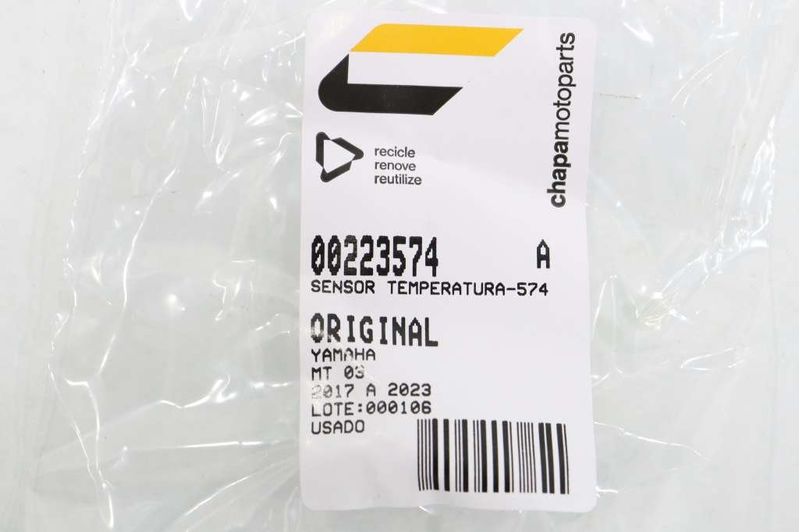 chapamotoparts
recicle
renove
reutilize
00223574 A
SENSOR TEMPERATURA-574
ORIGINAL
YAMAHA
MT 03
2017 A 2023
LOTE:000106
USADO